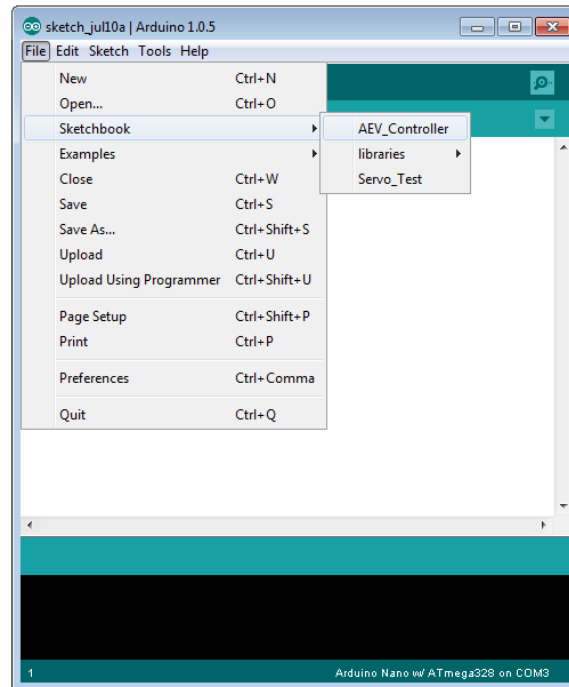 sketch_jul10a | Arduino 1.0.5
File Edit Sketch Tools Help
New Ctrl+N
Open... Ctrl+O
Sketchbook AEV_Controller
Examples libraries
Close Ctrl+W Servo_Test
Save Ctrl+S
Save As... Ctrl+Shift+S
Upload Ctrl+U
Upload Using Programmer Ctrl+Shift+U
Page Setup Ctrl+Shift+P
Print Ctrl+P
Preferences Ctrl+Comma
Quit Ctrl+Q
1 Arduino Nano w/ ATmega328 on COM3